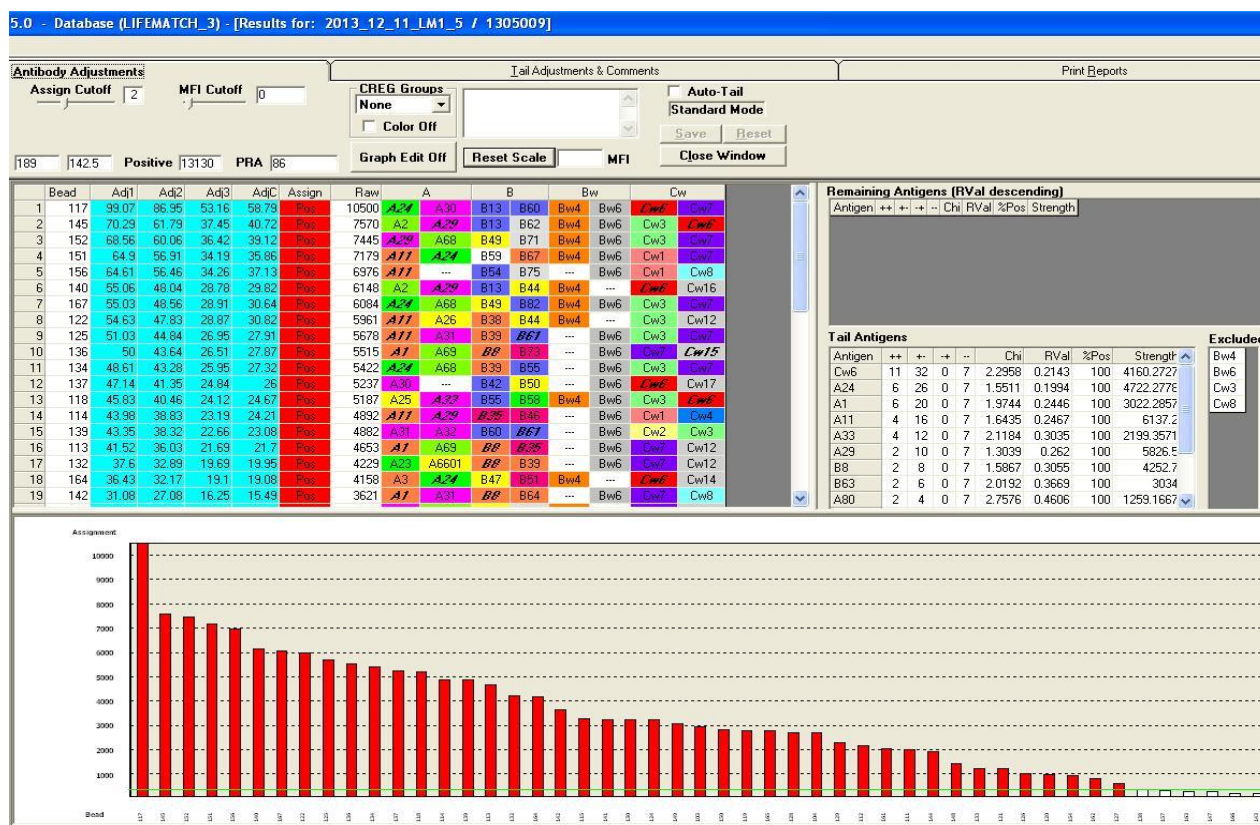 5.0 - Database (LIFEMATCH_3) - [Results for: 2013_12_11_LM1_5 / 1305009]
Antibody Adjustments Tail Adjustments & Comments Print Reports
Assign Cutoff 2 MFI Cutoff 0 CREG Groups Auto-Tail
None Standard Mode
Color Off Save Reset
189 142.5 Positive 13130 PRA 86 Graph Edit Off Reset Scale MFI Close Window
Bead Adj1 Adj2 Adj3 AdjC Assign Raw A B Bw Cw
1 117 99.07 86.95 53.16 58.79 Pos 10500 A24 A30 B13 B60 Bw4 Bw6 Cw6 Cw7
2 145 70.29 61.79 37.45 40.72 Pos 7570 A2 A29 B13 B62 Bw4 Bw6 Cw3 Cw6
3 152 68.56 60.06 36.42 39.12 Pos 7445 A29 A68 B49 B71 Bw4 Bw6 Cw3 Cw7
4 151 64.9 56.91 34.19 35.86 Pos 7179 A11 A24 B59 B67 Bw4 Bw6 Cw1 Cw7
5 156 64.61 56.46 34.26 37.13 Pos 6976 A11 --- B54 B75 --- Bw6 Cw1 Cw8
6 140 55.06 48.04 28.78 29.82 Pos 6148 A2 A29 B13 B44 Bw4 --- Cw6 Cw16
7 167 55.03 48.56 28.91 30.64 Pos 6084 A24 A68 B49 B82 Bw4 Bw6 Cw3 Cw7
8 122 54.63 47.83 28.87 30.82 Pos 5961 A11 A26 B38 B44 Bw4 --- Cw3 Cw12
9 125 51.03 44.84 26.95 27.91 Pos 5678 A11 A31 B39 B61 --- Bw6 Cw3 Cw7
10 136 50 43.64 26.51 27.87 Pos 5515 A1 A69 B8 B73 --- Bw6 Cw7 Cw15
11 134 48.61 43.28 25.95 27.32 Pos 5422 A24 A68 B39 B55 --- Bw6 Cw3 Cw7
12 137 47.14 41.35 24.84 26 Pos 5237 A30 --- B42 B50 --- Bw6 Cw6 Cw17
13 118 45.83 40.46 24.12 24.67 Pos 5187 A25 A33 B55 B58 Bw4 Bw6 Cw3 Cw6
14 114 43.98 38.83 23.19 24.21 Pos 4892 A11 A29 B35 B46 --- Bw6 Cw1 Cw4
15 139 43.35 38.32 22.66 23.08 Pos 4882 A31 A32 B60 B61 --- Bw6 Cw2 Cw3
16 113 41.52 36.03 21.69 21.7 Pos 4653 A1 A69 B8 B35 --- Bw6 Cw7 Cw12
17 132 37.6 32.89 19.69 19.95 Pos 4229 A23 A6601 B8 B39 --- Bw6 Cw7 Cw12
18 164 36.43 32.17 19.1 19.08 Pos 4158 A3 A24 B47 B51 Bw4 --- Cw6 Cw14
19 142 31.08 27.08 16.25 15.49 Pos 3621 A1 A31 B8 B64 --- Bw6 Cw7 Cw8
Remaining Antigens (RVal descending)
Antigen ++ +- -+ -- Chi RVal %Pos Strength
Tail Antigens Excluded
Antigen ++ +- -+ -- Chi RVal %Pos Strength
Cw6 11 32 0 7 2.2958 0.2143 100 4160.2727
A24 6 26 0 7 1.5511 0.1994 100 4722.2778
A1 6 20 0 7 1.9744 0.2446 100 3022.2857
A11 4 16 0 7 1.6435 0.2467 100 6137.2
A33 4 12 0 7 2.1184 0.3035 100 2199.3571
A29 2 10 0 7 1.3039 0.262 100 5826.5
B8 2 8 0 7 1.5867 0.3055 100 4252.7
B63 2 6 0 7 2.0192 0.3669 100 3034
A80 2 4 0 7 2.7576 0.4606 100 1259.1667
Bw4
Bw6
Cw3
Cw8
Assignment
10000
9000
8000
7000
6000
5000
4000
3000
2000
1000
Bead